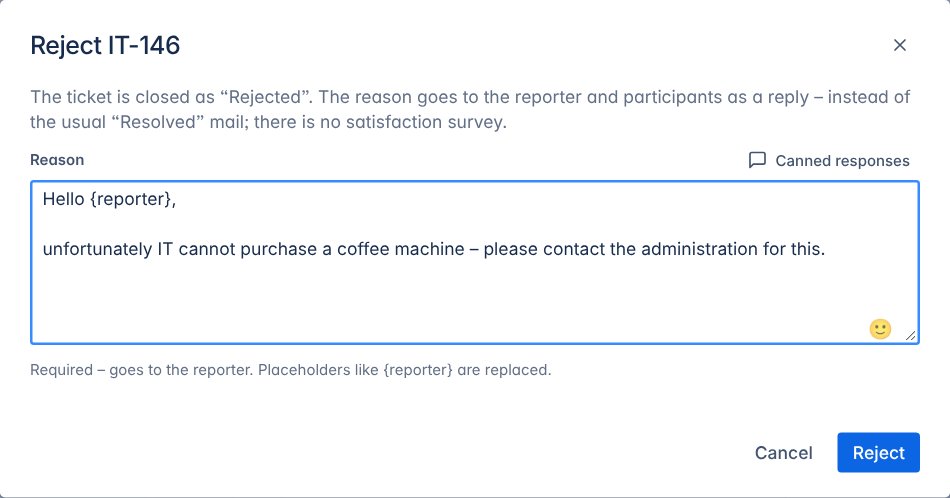 Reject IT-146
The ticket is closed as “Rejected”. The reason goes to the reporter and participants as a reply – instead of
the usual “Resolved” mail; there is no satisfaction survey.
Reason
Canned responses
Hello {reporter},
unfortunately IT cannot purchase a coffee machine – please contact the administration for this.
Required – goes to the reporter. Placeholders like {reporter} are replaced.
Cancel
Reject